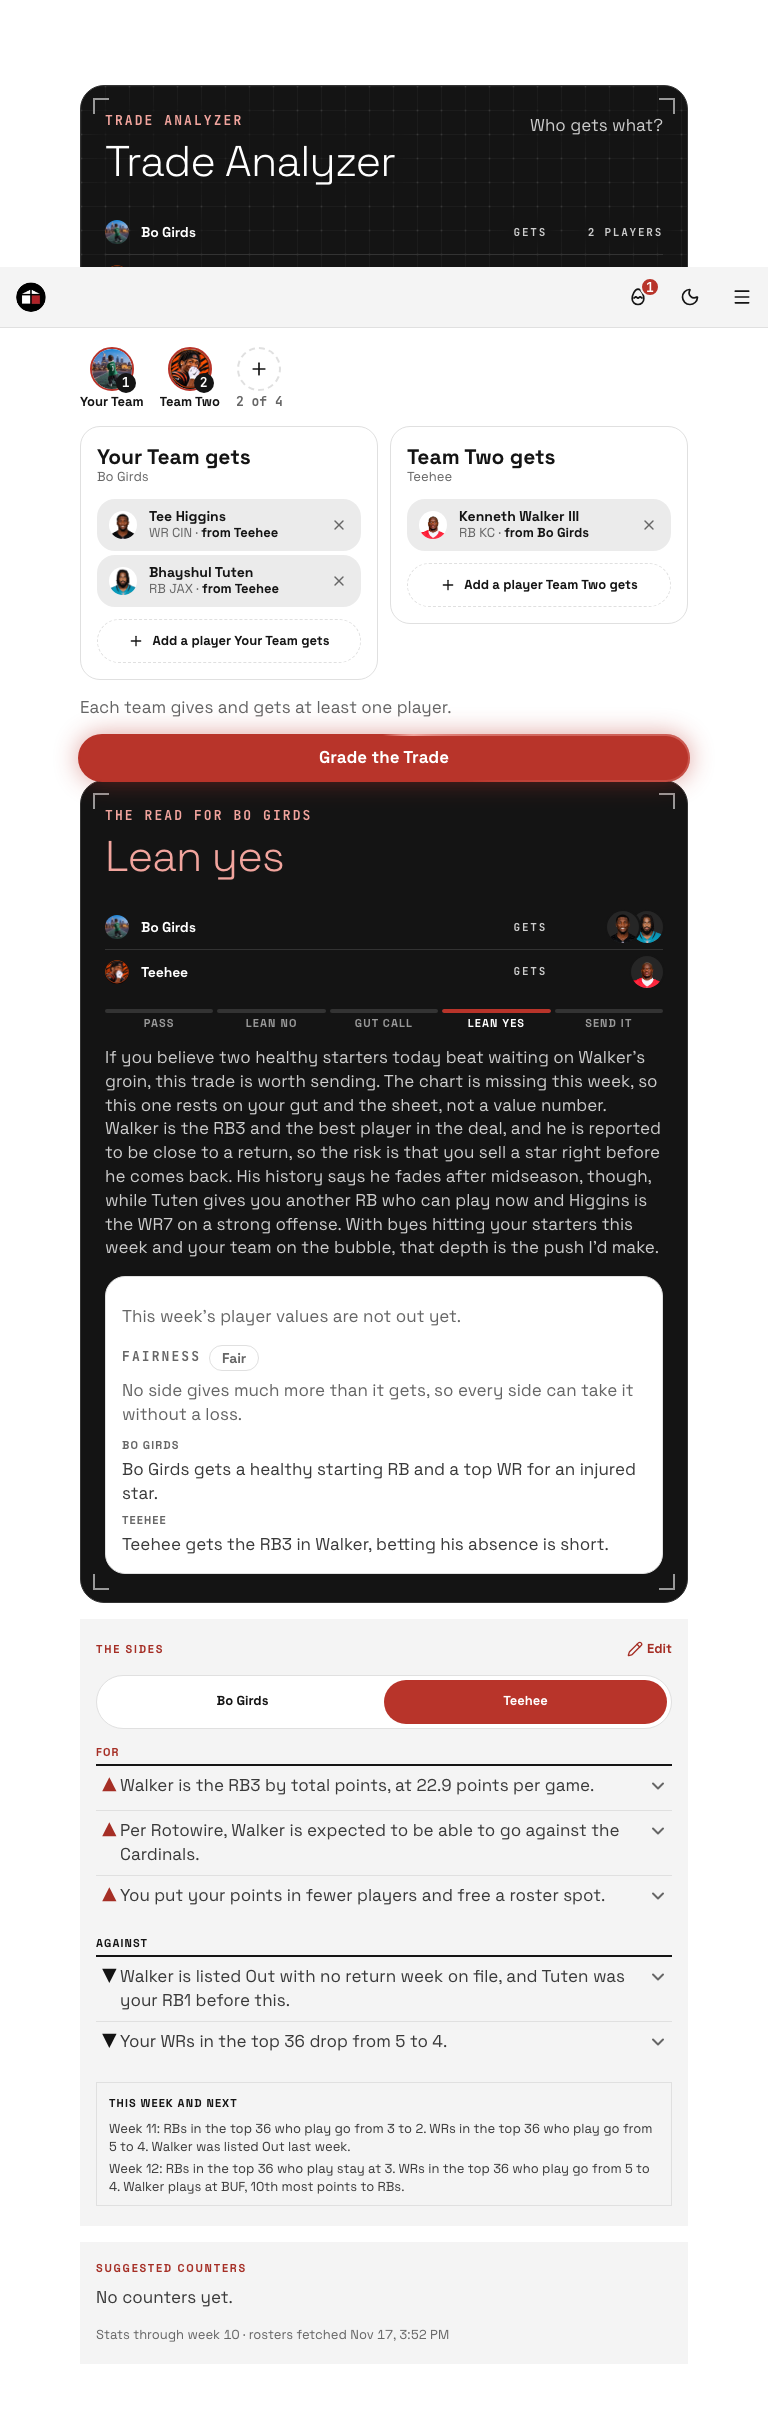 TRADE ANALYZER
Who gets what?
Trade Analyzer
Bo Girds GETS 2 PLAYERS
1
1 2
Your Team Team Two 2 of 4
Your Team gets
Bo Girds
Tee Higgins
WR CIN · from Teehee
Bhayshul Tuten
RB JAX · from Teehee
Add a player Your Team gets
Team Two gets
Teehee
Kenneth Walker III
RB KC · from Bo Girds
Add a player Team Two gets
Each team gives and gets at least one player.
Grade the Trade
THE READ FOR BO GIRDS
Lean yes
Bo Girds GETS
Teehee GETS
PASS LEAN NO GUT CALL LEAN YES SEND IT
If you believe two healthy starters today beat waiting on Walker's
groin, this trade is worth sending. The chart is missing this week, so
this one rests on your gut and the sheet, not a value number.
Walker is the RB3 and the best player in the deal, and he is reported
to be close to a return, so the risk is that you sell a star right before
he comes back. His history says he fades after midseason, though,
while Tuten gives you another RB who can play now and Higgins is
the WR7 on a strong offense. With byes hitting your starters this
week and your team on the bubble, that depth is the push I'd make.
This week's player values are not out yet.
FAIRNESS Fair
No side gives much more than it gets, so every side can take it
without a loss.
BO GIRDS
Bo Girds gets a healthy starting RB and a top WR for an injured
star.
TEEHEE
Teehee gets the RB3 in Walker, betting his absence is short.
THE SIDES Edit
Bo Girds Teehee
FOR
Walker is the RB3 by total points, at 22.9 points per game.
Per Rotowire, Walker is expected to be able to go against the
Cardinals.
You put your points in fewer players and free a roster spot.
AGAINST
Walker is listed Out with no return week on file, and Tuten was
your RB1 before this.
Your WRs in the top 36 drop from 5 to 4.
THIS WEEK AND NEXT
Week 11: RBs in the top 36 who play go from 3 to 2. WRs in the top 36 who play go from
5 to 4. Walker was listed Out last week.
Week 12: RBs in the top 36 who play stay at 3. WRs in the top 36 who play go from 5 to
4. Walker plays at BUF, 10th most points to RBs.
SUGGESTED COUNTERS
No counters yet.
Stats through week 10 · rosters fetched Nov 17, 3:52 PM